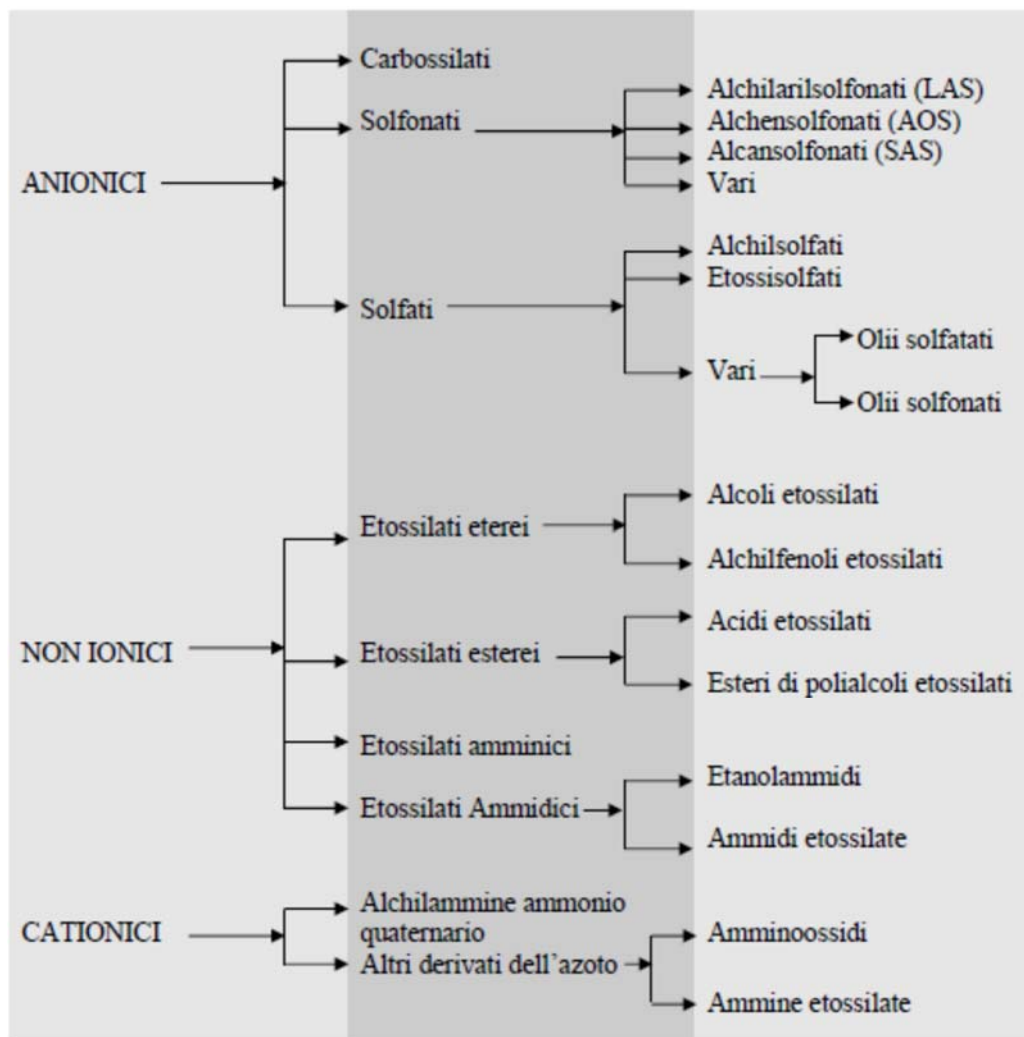 ANIONICI
Carbossilati
Solfonati
Alchilarilsolfonati (LAS)
Alchensolfonati (AOS)
Alcansolfonati (SAS)
Vari
Solfati
Alchilsolfati
Etossisolfati
Vari
Olii solfatati
Olii solfonati
NON IONICI
Etossilati eterei
Alcoli etossilati
Alchilfenoli etossilati
Etossilati esterei
Acidi etossilati
Esteri di polialcoli etossilati
Etossilati amminici
Etossilati Ammidici
Etanolammidi
Ammidi etossilate
CATIONICI
Alchilammine ammonio
quaternario
Altri derivati dell'azoto
Amminoossidi
Ammine etossilate